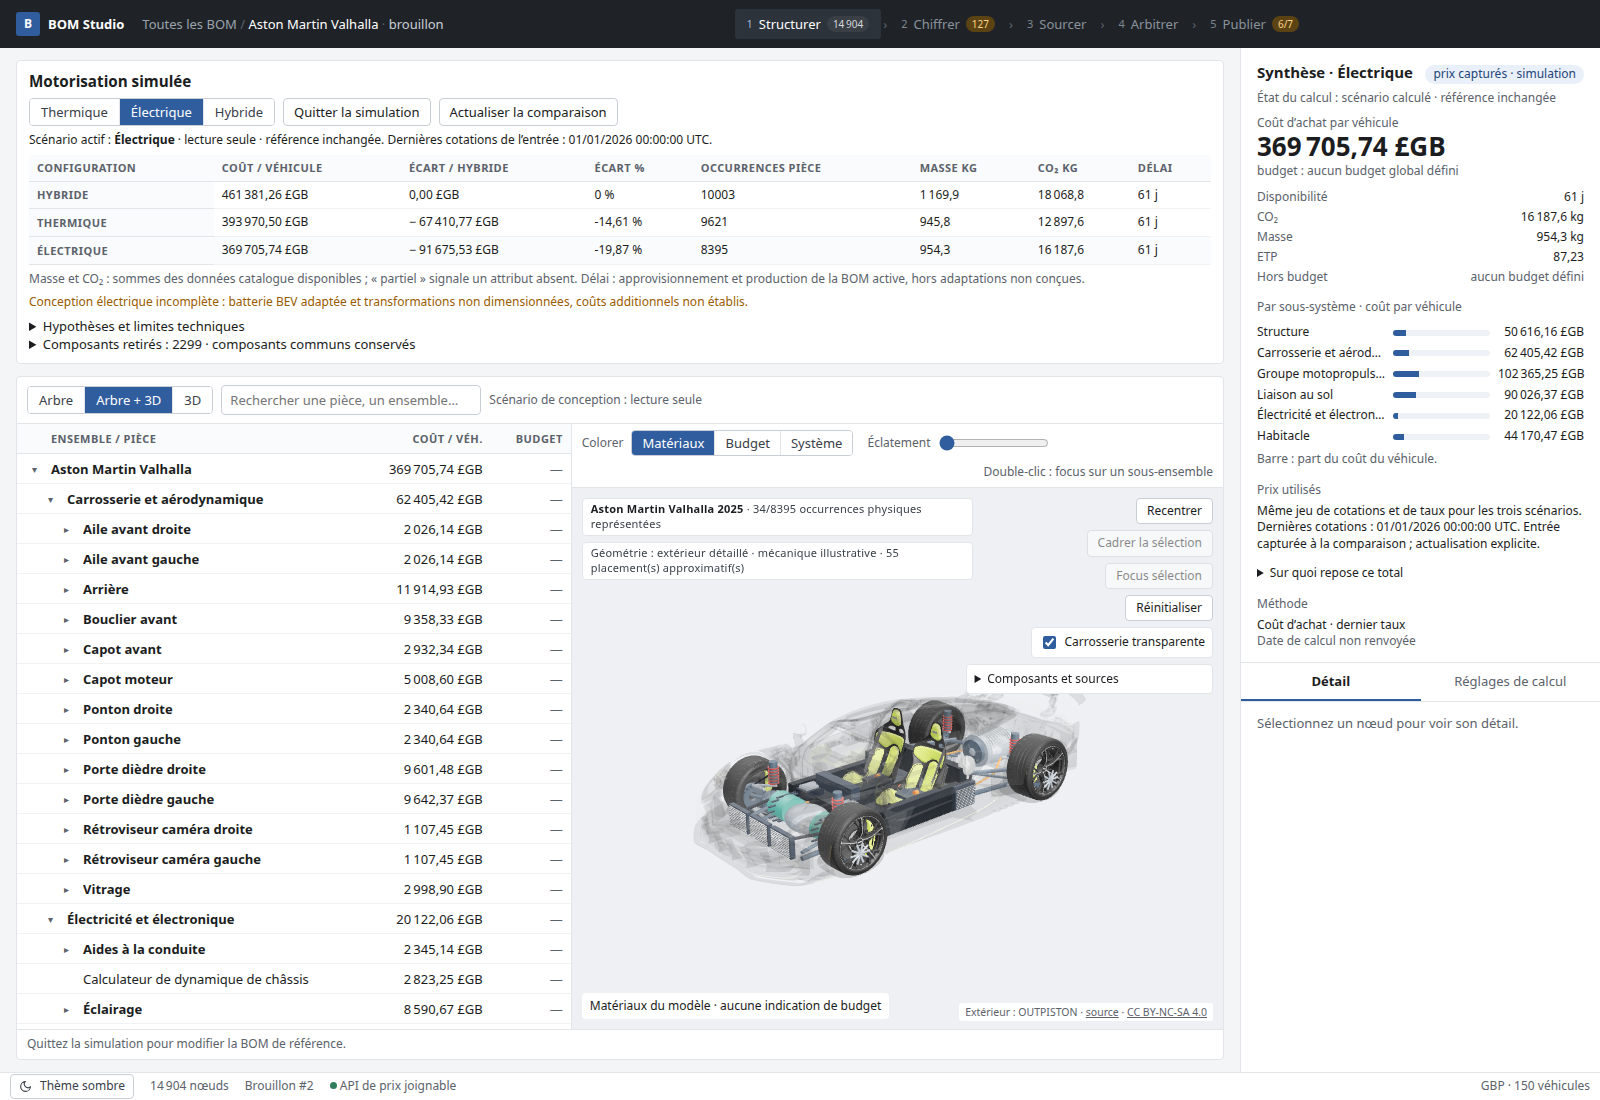 B BOM Studio Toutes les BOM / Aston Martin Valhalla · brouillon 1 Structurer 14 904 › 2 Chiffrer 127 › 3 Sourcer › 4 Arbitrer › 5 Publier 6/7
Motorisation simulée
Thermique Électrique Hybride Quitter la simulation Actualiser la comparaison
Scénario actif : Électrique · lecture seule · référence inchangée. Dernières cotations de l’entrée : 01/01/2026 00:00:00 UTC.
CONFIGURATION COÛT / VÉHICULE ÉCART / HYBRIDE ÉCART % OCCURRENCES PIÈCE MASSE KG CO₂ KG DÉLAI
HYBRIDE 461 381,26 £GB 0,00 £GB 0 % 10003 1 169,9 18 068,8 61 j
THERMIQUE 393 970,50 £GB − 67 410,77 £GB -14,61 % 9621 945,8 12 897,6 61 j
ÉLECTRIQUE 369 705,74 £GB − 91 675,53 £GB -19,87 % 8395 954,3 16 187,6 61 j
Masse et CO₂ : sommes des données catalogue disponibles ; « partiel » signale un attribut absent. Délai : approvisionnement et production de la BOM active, hors adaptations non conçues.
Conception électrique incomplète : batterie BEV adaptée et transformations non dimensionnées, coûts additionnels non établis.
▶ Hypothèses et limites techniques
▶ Composants retirés : 2299 · composants communs conservés
Arbre Arbre + 3D 3D Rechercher une pièce, un ensemble... Scénario de conception : lecture seule
ENSEMBLE / PIÈCE COÛT / VÉH. BUDGET
▾ Aston Martin Valhalla 369 705,74 £GB —
▾ Carrosserie et aérodynamique 62 405,42 £GB —
▸ Aile avant droite 2 026,14 £GB —
▸ Aile avant gauche 2 026,14 £GB —
▸ Arrière 11 914,93 £GB —
▸ Bouclier avant 9 358,33 £GB —
▸ Capot avant 2 932,34 £GB —
▸ Capot moteur 5 008,60 £GB —
▸ Ponton droite 2 340,64 £GB —
▸ Ponton gauche 2 340,64 £GB —
▸ Porte dièdre droite 9 601,48 £GB —
▸ Porte dièdre gauche 9 642,37 £GB —
▸ Rétroviseur caméra droite 1 107,45 £GB —
▸ Rétroviseur caméra gauche 1 107,45 £GB —
▸ Vitrage 2 998,90 £GB —
▾ Électricité et électronique 20 122,06 £GB —
▸ Aides à la conduite 2 345,14 £GB —
Calculateur de dynamique de châssis 2 823,25 £GB —
▸ Éclairage 8 590,67 £GB —
Colorer Matériaux Budget Système Éclatement
Double-clic : focus sur un sous-ensemble
Aston Martin Valhalla 2025 · 34/8395 occurrences physiques
représentées
Géométrie : extérieur détaillé · mécanique illustrative · 55
placement(s) approximatif(s)
Recentrer
Cadrer la sélection
Focus sélection
Réinitialiser
Carrosserie transparente
▶ Composants et sources
Matériaux du modèle · aucune indication de budget
Extérieur : OUTPISTON · source · CC BY-NC-SA 4.0
Quittez la simulation pour modifier la BOM de référence.
Synthèse · Électrique prix capturés · simulation
État du calcul : scénario calculé · référence inchangée
Coût d’achat par véhicule
369 705,74 £GB
budget : aucun budget global défini
Disponibilité 61 j
CO₂ 16 187,6 kg
Masse 954,3 kg
ETP 87,23
Hors budget aucun budget défini
Par sous-système · coût par véhicule
Structure 50 616,16 £GB
Carrosserie et aérod... 62 405,42 £GB
Groupe motopropuls... 102 365,25 £GB
Liaison au sol 90 026,37 £GB
Électricité et électron... 20 122,06 £GB
Habitacle 44 170,47 £GB
Barre : part du coût du véhicule.
Prix utilisés
Même jeu de cotations et de taux pour les trois scénarios.
Dernières cotations : 01/01/2026 00:00:00 UTC. Entrée
capturée à la comparaison ; actualisation explicite.
▶ Sur quoi repose ce total
Méthode
Coût d’achat · dernier taux
Date de calcul non renvoyée
Détail Réglages de calcul
Sélectionnez un nœud pour voir son détail.
Thème sombre 14 904 nœuds Brouillon #2 API de prix joignable GBP · 150 véhicules